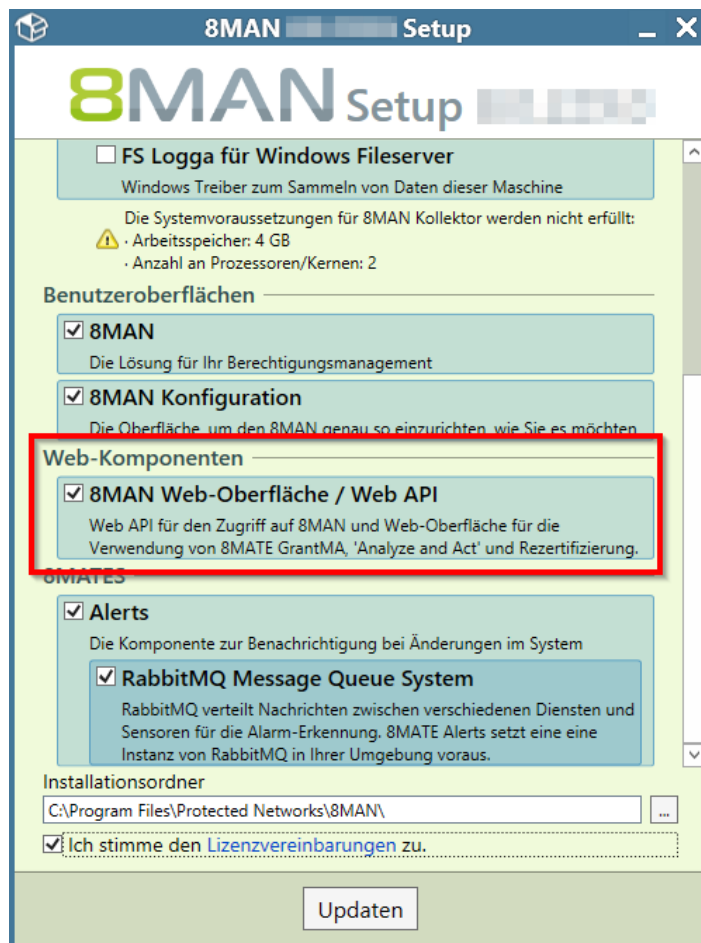 8MAN Setup
8MAN Setup
FS Logga für Windows Fileserver
Windows Treiber zum Sammeln von Daten dieser Maschine
Die Systemvoraussetzungen für 8MAN Kollektor werden nicht erfüllt:
· Arbeitsspeicher: 4 GB
· Anzahl an Prozessoren/Kernen: 2
Benutzeroberflächen
8MAN
Die Lösung für Ihr Berechtigungsmanagement
8MAN Konfiguration
Die Oberfläche, um den 8MAN genau so einzurichten, wie Sie es möchten
Web-Komponenten
8MAN Web-Oberfläche / Web API
Web API für den Zugriff auf 8MAN und Web-Oberfläche für die
Verwendung von 8MATE GrantMA, 'Analyze and Act' und Rezertifizierung.
8MATES
Alerts
Die Komponente zur Benachrichtigung bei Änderungen im System
RabbitMQ Message Queue System
RabbitMQ verteilt Nachrichten zwischen verschiedenen Diensten und
Sensoren für die Alarm-Erkennung. 8MATE Alerts setzt eine eine
Instanz von RabbitMQ in Ihrer Umgebung voraus.
Installationsordner
C:\Program Files\Protected Networks\8MAN\
...
Ich stimme den Lizenzvereinbarungen zu.
Updaten